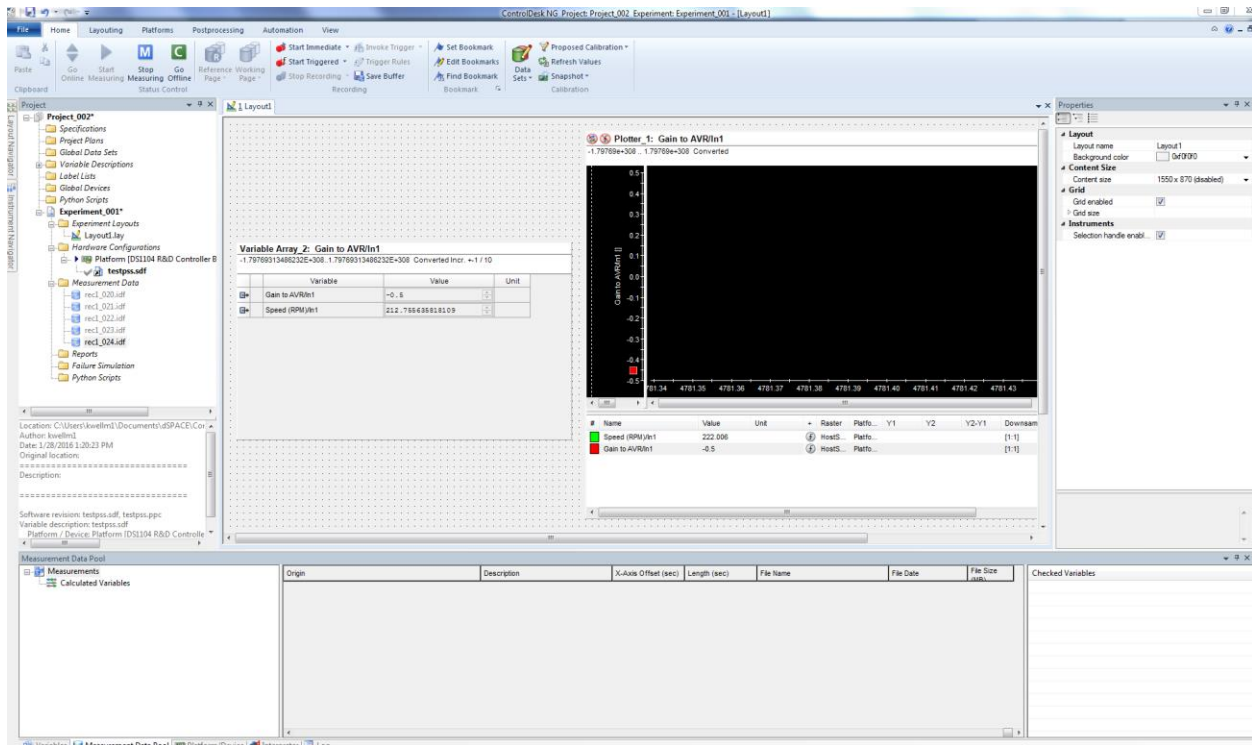 ControlDesk NG Project: Project_002 Experiment: Experiment_001 - [Layout1]
File Home Layouting Platforms Postprocessing Automation View
Paste
Go Online
Start Measuring
Stop Measuring
Go Offline
Reference Page
Working Page
Start Immediate
Start Triggered
Stop Recording
Invoke Trigger
Trigger Rules
Save Buffer
Set Bookmark
Edit Bookmarks
Find Bookmark
Data Sets
Proposed Calibration
Refresh Values
Snapshot
Clipboard Status Control Recording Bookmark Calibration
Layout Navigator
Instrument Navigator
Project
Project_002*
Specifications
Project Plans
Global Data Sets
Variable Descriptions
Label Lists
Global Devices
Python Scripts
Experiment_001*
Experiment Layouts
Layout1.lay
Hardware Configurations
Platform [DS1104 R&D Controller B
testpss.sdf
Measurement Data
rec1_020.idf
rec1_021.idf
rec1_022.idf
rec1_023.idf
rec1_024.idf
Reports
Failure Simulation
Python Scripts
Location: C:\Users\kwellm1\Documents\dSPACE\Cor
Author: kwellm1
Date: 1/28/2016 1:20:23 PM
Original location:
================================
Description:
================================
Software revision: testpss.sdf, testpss.ppc
Variable description: testpss.sdf
Platform / Device: Platform [DS1104 R&D Controlle
1 Layout1
Variable Array_2: Gain to AVR/In1
-1.79769313486232E+308..1.79769313486232E+308 Converted Incr. +-1 / 10
Variable Value Unit
Gain to AVR/In1 -0.5
Speed (RPM)/In1 212.755635818109
Plotter_1: Gain to AVR/In1
-1.79769e+308 .. 1.79769e+308 Converted
Gain to AVR/In1 []
0.5
0.4
0.3
0.2
0.1
0.0
-0.1
-0.2
-0.3
-0.4
-0.5
781.34 4781.35 4781.36 4781.37 4781.38 4781.39 4781.40 4781.41 4781.42 4781.43
# Name Value Unit + Raster Platfo... Y1 Y2 Y2-Y1 Downsam
Speed (RPM)/In1 222.006 HostS... Platfo... [1:1]
Gain to AVR/In1 -0.5 HostS... Platfo... [1:1]
Properties
Layout
Layout name Layout1
Background color 0xf0f0f0
Content Size
Content size 1550 x 870 (disabled)
Grid
Grid enabled
Grid size
Instruments
Selection handle enabl...
Measurement Data Pool
Measurements
Calculated Variables
Origin Description X-Axis Offset (sec) Length (sec) File Name File Date File Size (MB)
Checked Variables
Variables Measurement Data Pool Platform/Device Interpreter Log